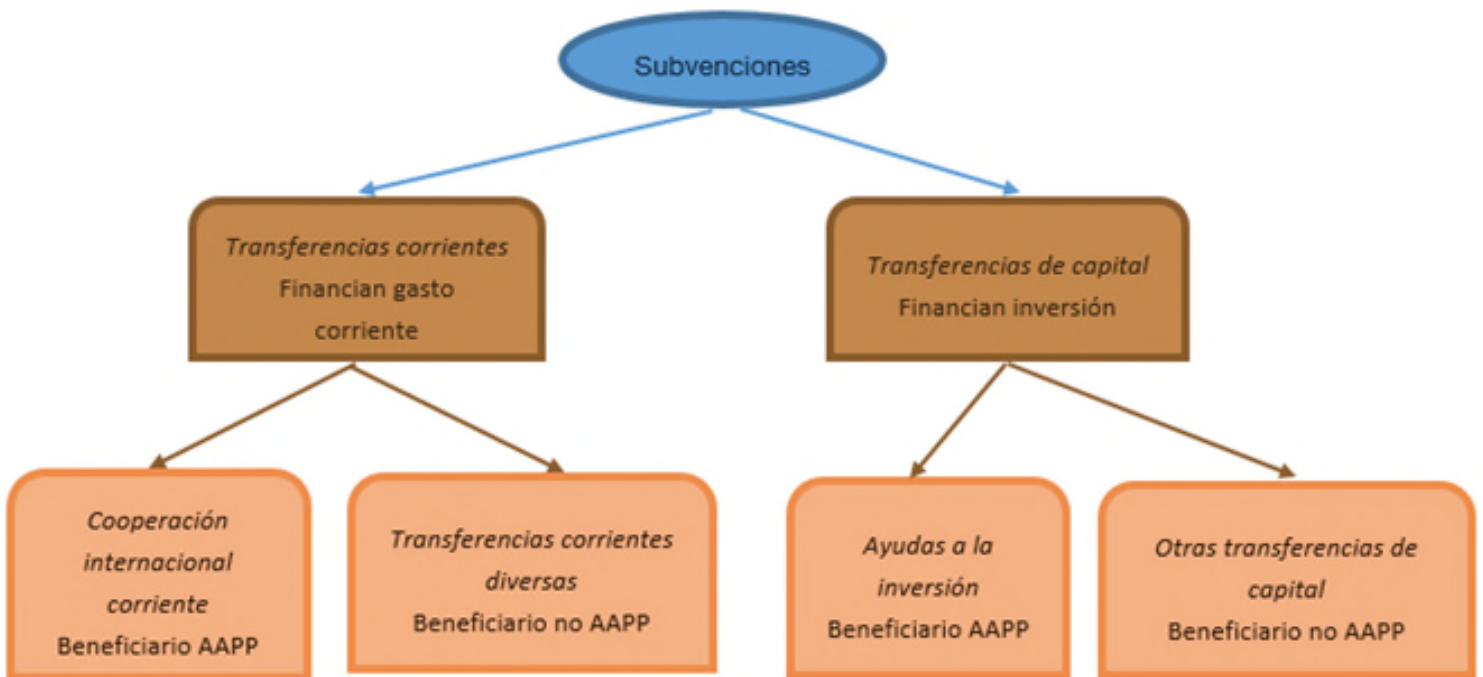 Subvenciones
Transferencias corrientes
Financian gasto
corriente
Transferencias de capital
Financian inversión
Cooperación
internacional
corriente
Beneficiario AAPP
Transferencias corrientes
diversas
Beneficiario no AAPP
Ayudas a la
inversión
Beneficiario AAPP
Otras transferencias de
capital
Beneficiario no AAPP